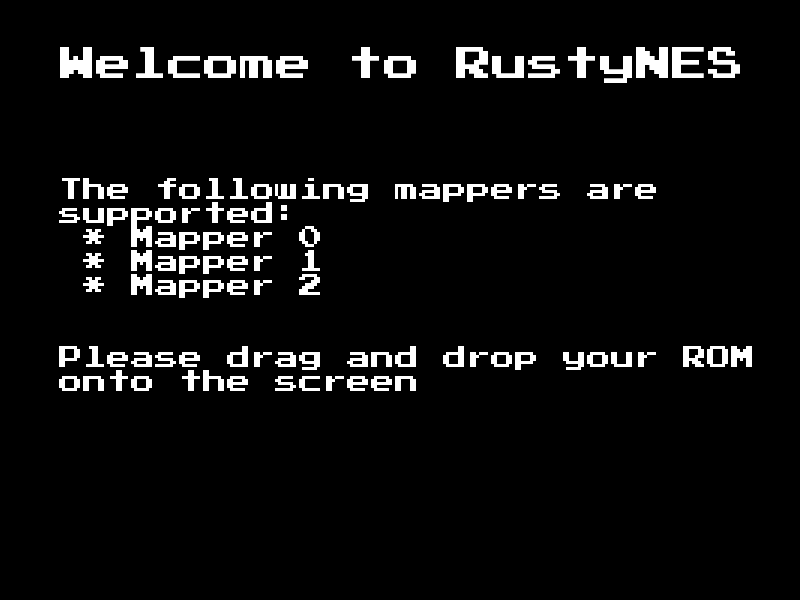 Welcome to RustyNES
The following mappers are
supported:
* Mapper 0
* Mapper 1
* Mapper 2
Please drag and drop your ROM
onto the screen